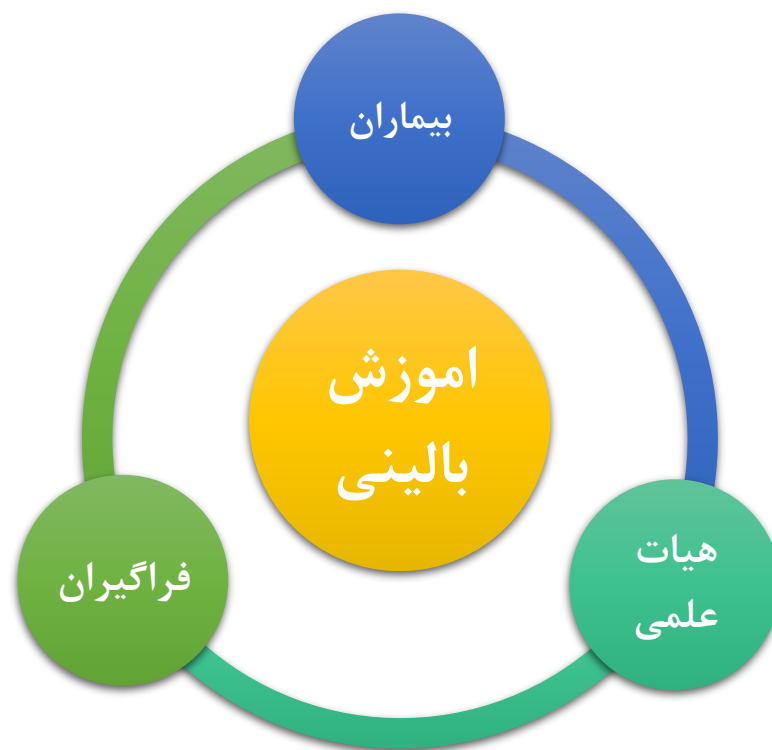 بیماران
اموزش
بالینی
هیات
علمی
فراگیران